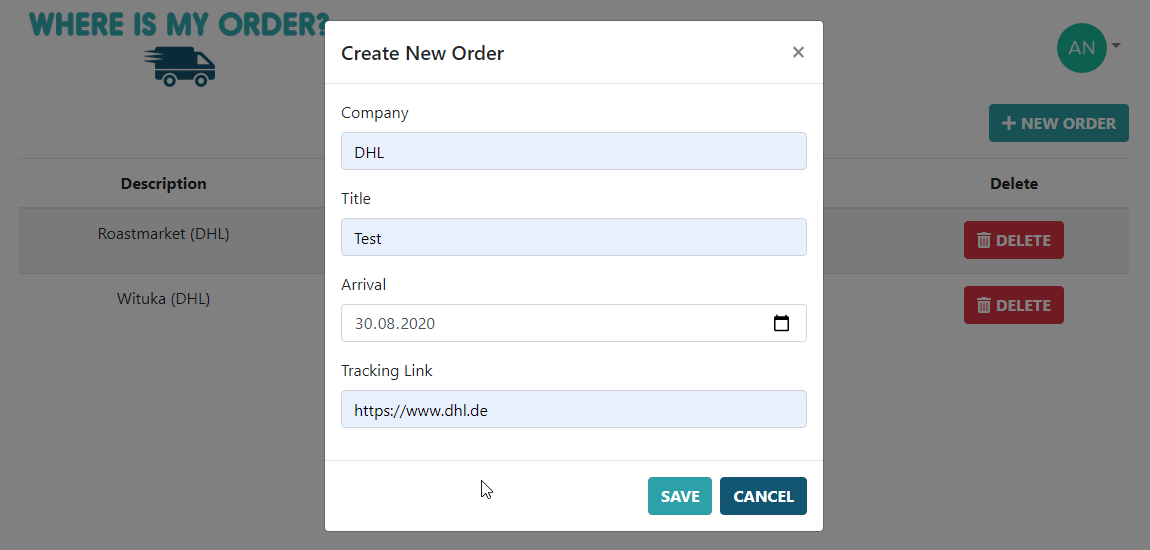 WHERE IS MY ORDER?
AN
+ NEW ORDER
Description
Delete
Roastmarket (DHL)
DELETE
Wituka (DHL)
DELETE
Create New Order
×
Company
DHL
Title
Test
Arrival
30.08.2020
Tracking Link
https://www.dhl.de
SAVE
CANCEL